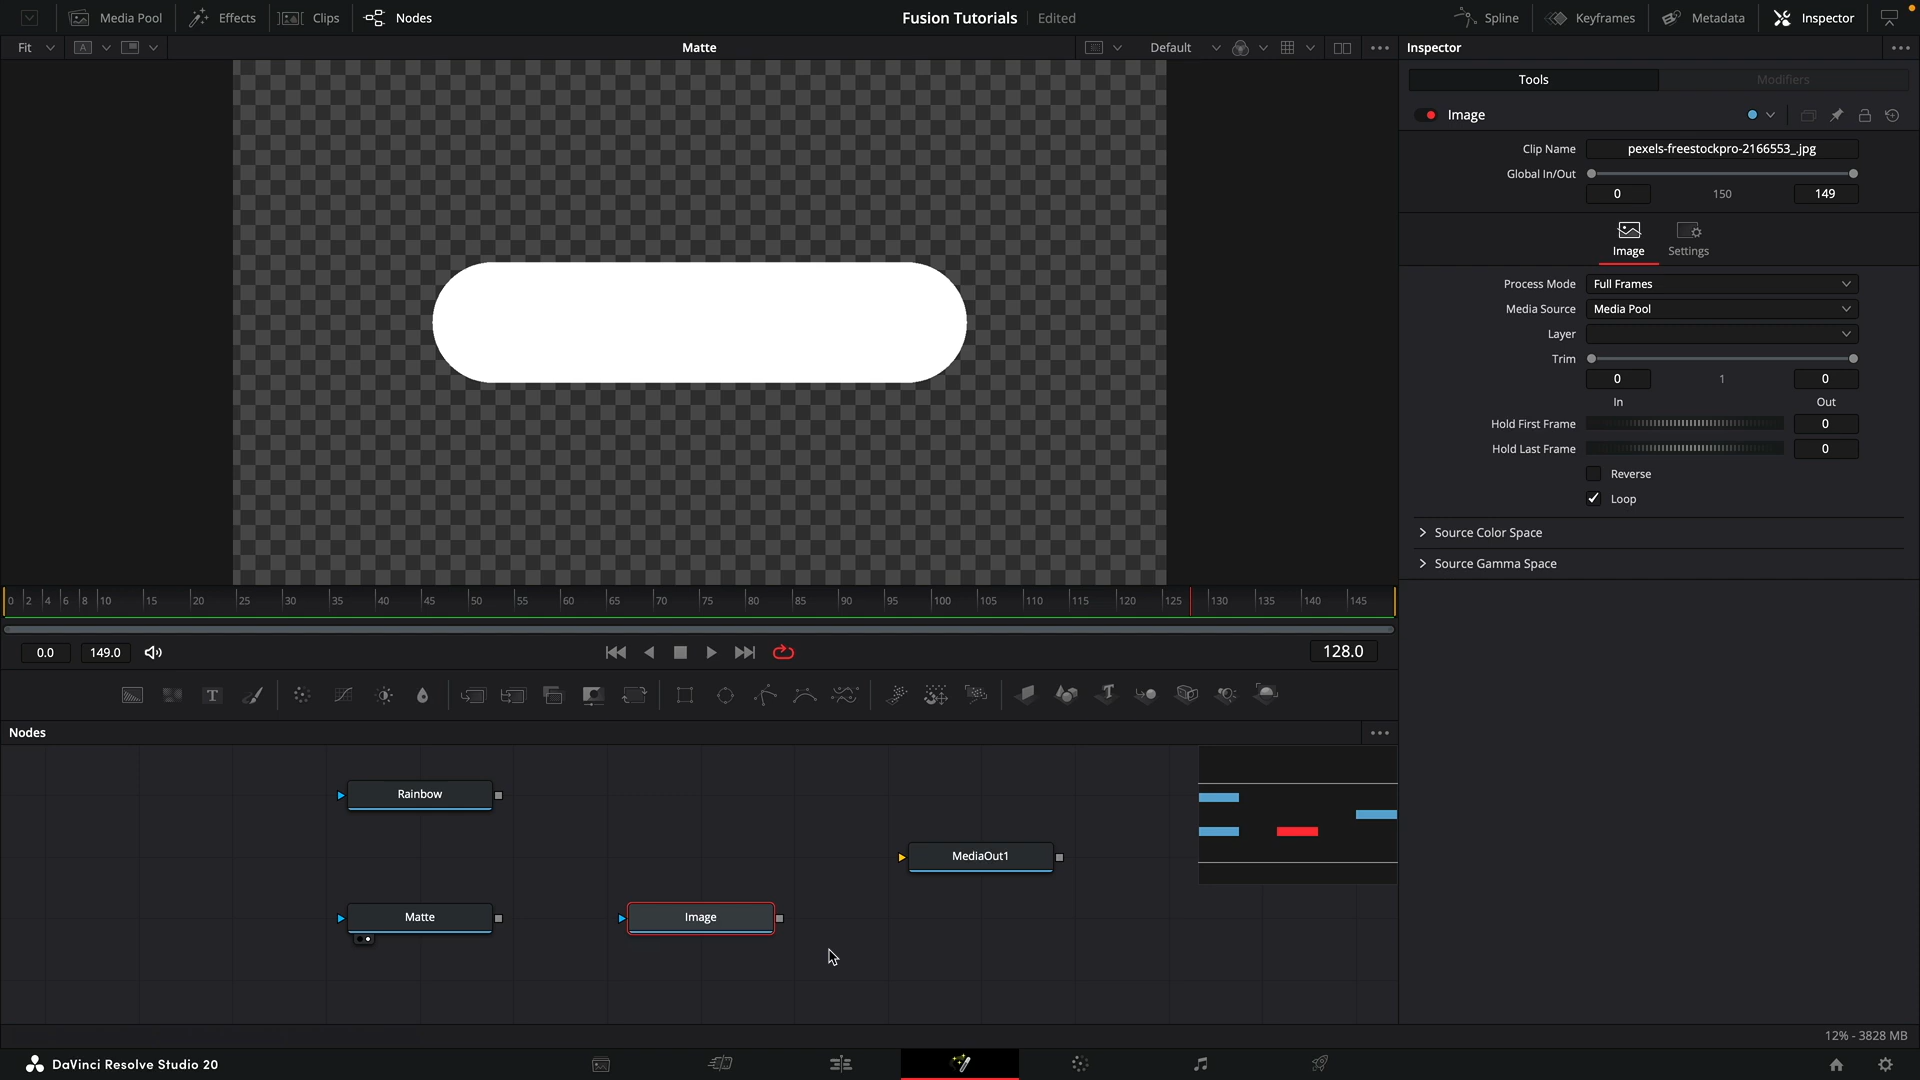 Media Pool
Effects
Clips
Nodes
Fusion Tutorials
Edited
Spline
Keyframes
Metadata
Inspector
Fit
A
Matte
Default
Inspector
Tools
Modifiers
Image
Clip Name
pexels-freestockpro-2166553_.jpg
Global In/Out
0
150
149
Image
Settings
Process Mode
Full Frames
Media Source
Media Pool
Layer
Trim
0
1
0
In
Out
Hold First Frame
0
Hold Last Frame
0
Reverse
Loop
Source Color Space
Source Gamma Space
0 2 4 6 8 10 15 20 25 30 35 40 45 50 55 60 65 70 75 80 85 90 95 100 105 110 115 120 125 130 135 140 145
0.0
149.0
128.0
T
T
Nodes
Rainbow
MediaOut1
Matte
Image
12% - 3828 MB
DaVinci Resolve Studio 20